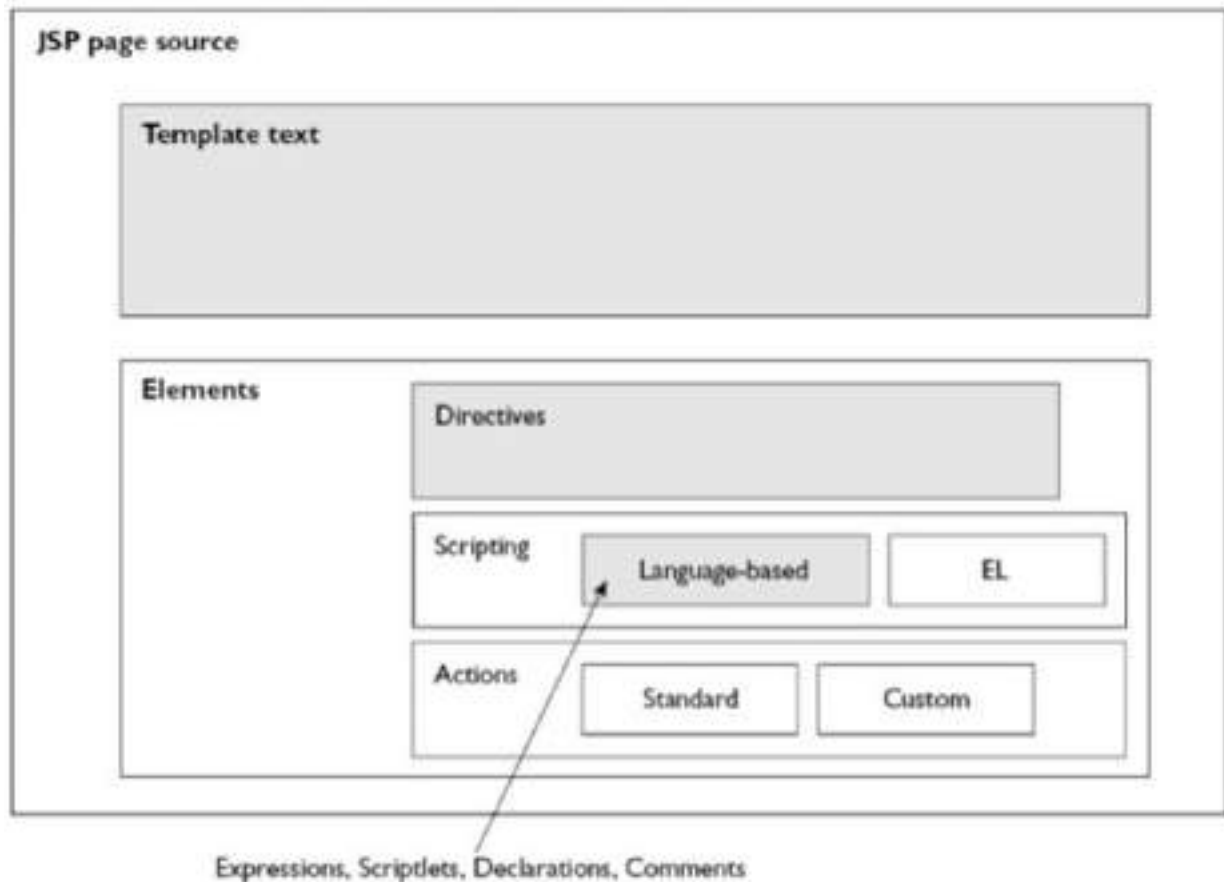 JSP page source
Template text
Elements
Directives
Scripting
Language-based
EL
Actions
Standard
Custom
Expressions, Scriptlets, Declarations, Comments